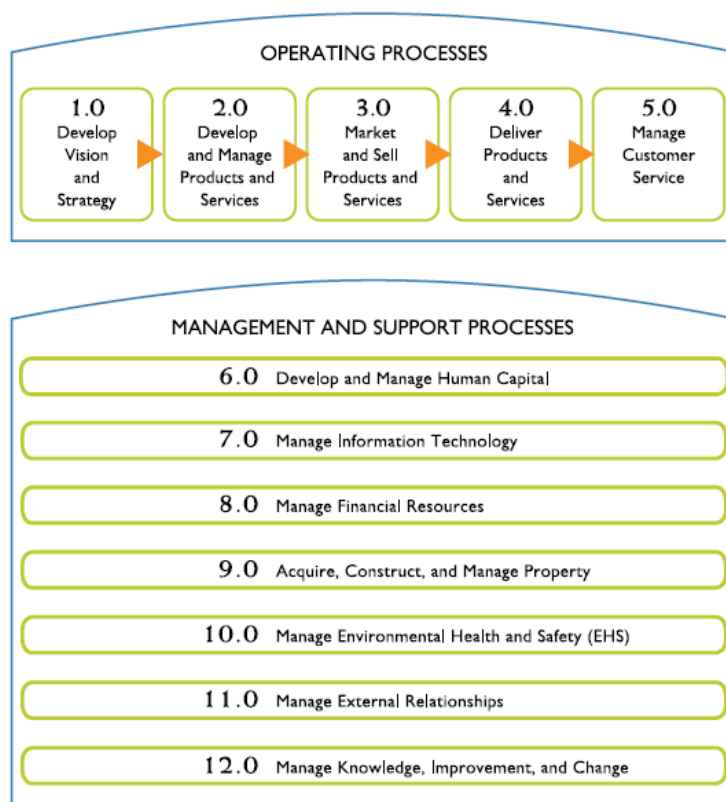 OPERATING PROCESSES
1.0
Develop
Vision
and
Strategy
2.0
Develop
and Manage
Products and
Services
3.0
Market
and Sell
Products and
Services
4.0
Deliver
Products
and
Services
5.0
Manage
Customer
Service
MANAGEMENT AND SUPPORT PROCESSES
6.0 Develop and Manage Human Capital
7.0 Manage Information Technology
8.0 Manage Financial Resources
9.0 Acquire, Construct, and Manage Property
10.0 Manage Environmental Health and Safety (EHS)
11.0 Manage External Relationships
12.0 Manage Knowledge, Improvement, and Change